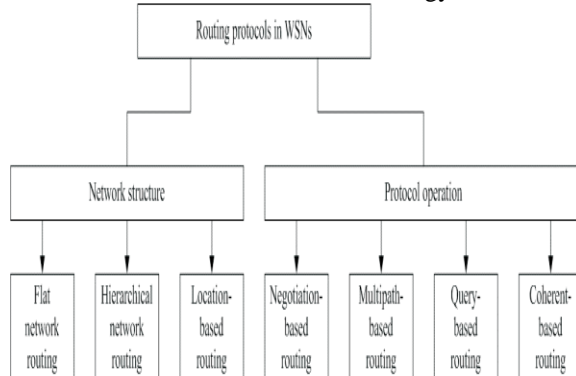 Routing protocols in WSNs
Network structure
Protocol operation
Flat
network
routing
Hierarchical
network
routing
Location-
based
routing
Negotiation-
based
routing
Multipath-
based
routing
Query-
based
routing
Coherent-
based
routing